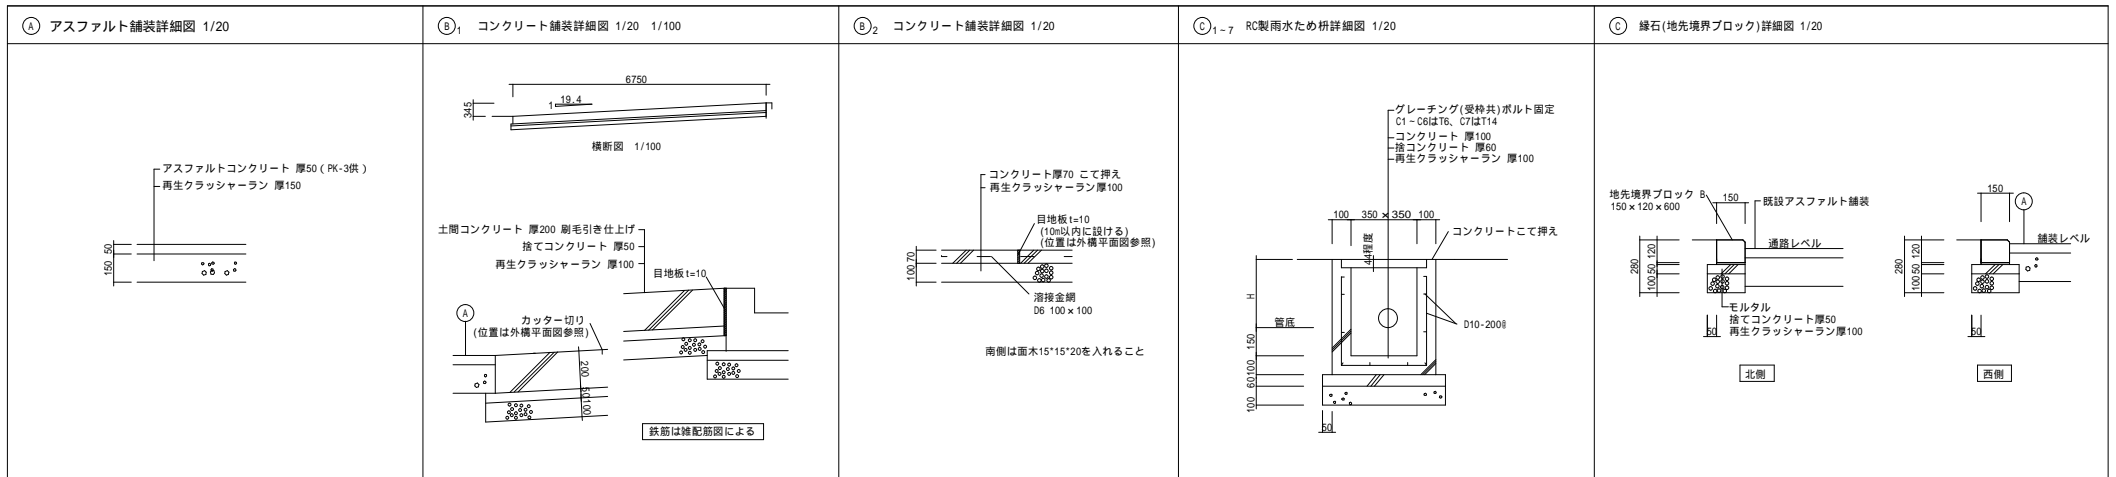 A アスファルト舗装詳細図 1/20
アスファルトコンクリート 厚50(PK-3供)
再生クラッシャーラン 厚150
50
150
B1 コンクリート舗装詳細図 1/20 1/100
6750
345
1
19.4
横断図 1/100
土間コンクリート 厚200 刷毛引き仕上げ
捨てコンクリート 厚50
再生クラッシャーラン 厚100
目地板t=10
A
カッター切り
(位置は外構平面図参照)
200
50
100
鉄筋は雑配筋図による
B2 コンクリート舗装詳細図 1/20
コンクリート厚70 こて押え
再生クラッシャーラン厚100
目地板t=10
(10m以内に設ける)
(位置は外構平面図参照)
70
100
溶接金網
D6 100×100
南側は面木15*15*20を入れること
C1~7 RC製雨水ため枡詳細図 1/20
グレーチング(受枠共)ボルト固定
C1~C6はT6、C7はT14
コンクリート 厚100
捨コンクリート 厚60
再生クラッシャーラン 厚100
100 350×350 100
44程度
コンクリートこて押え
H
管底
D10-200@
150
100
60
100
50
C 縁石(地先境界ブロック)詳細図 1/20
地先境界ブロック B
150×120×600
150
既設アスファルト舗装
通路レベル
280
120
50
100
モルタル
捨てコンクリート厚50
再生クラッシャーラン厚100
50
北側
150
A
舗装レベル
280
120
50
100
50
西側